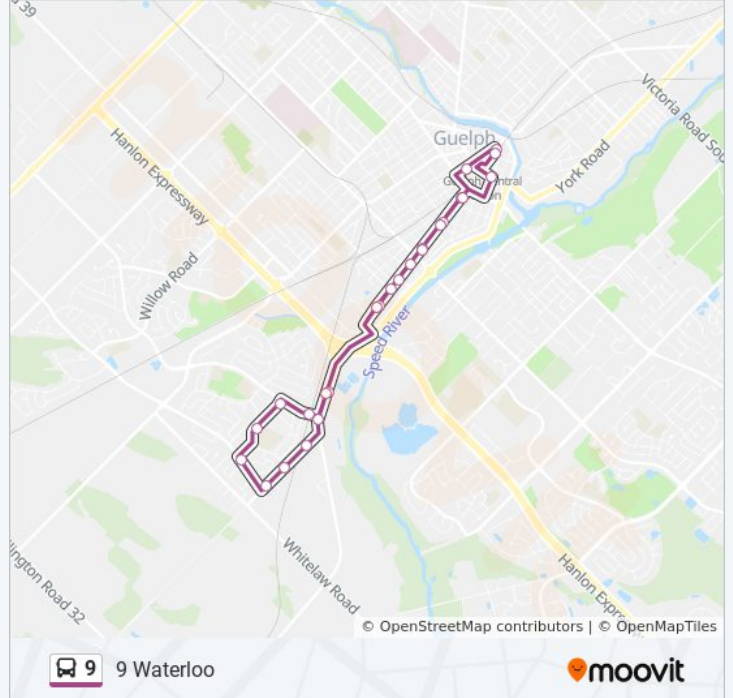 39
Victoria Road Sou
Guelph
Hanlon Expressway
York Road
Willow Road
Speed River
Whitelaw Road
lington Road 32
Hanlon Expre
© OpenStreetMap contributors | © OpenMapTiles
9 9 Waterloo moovit